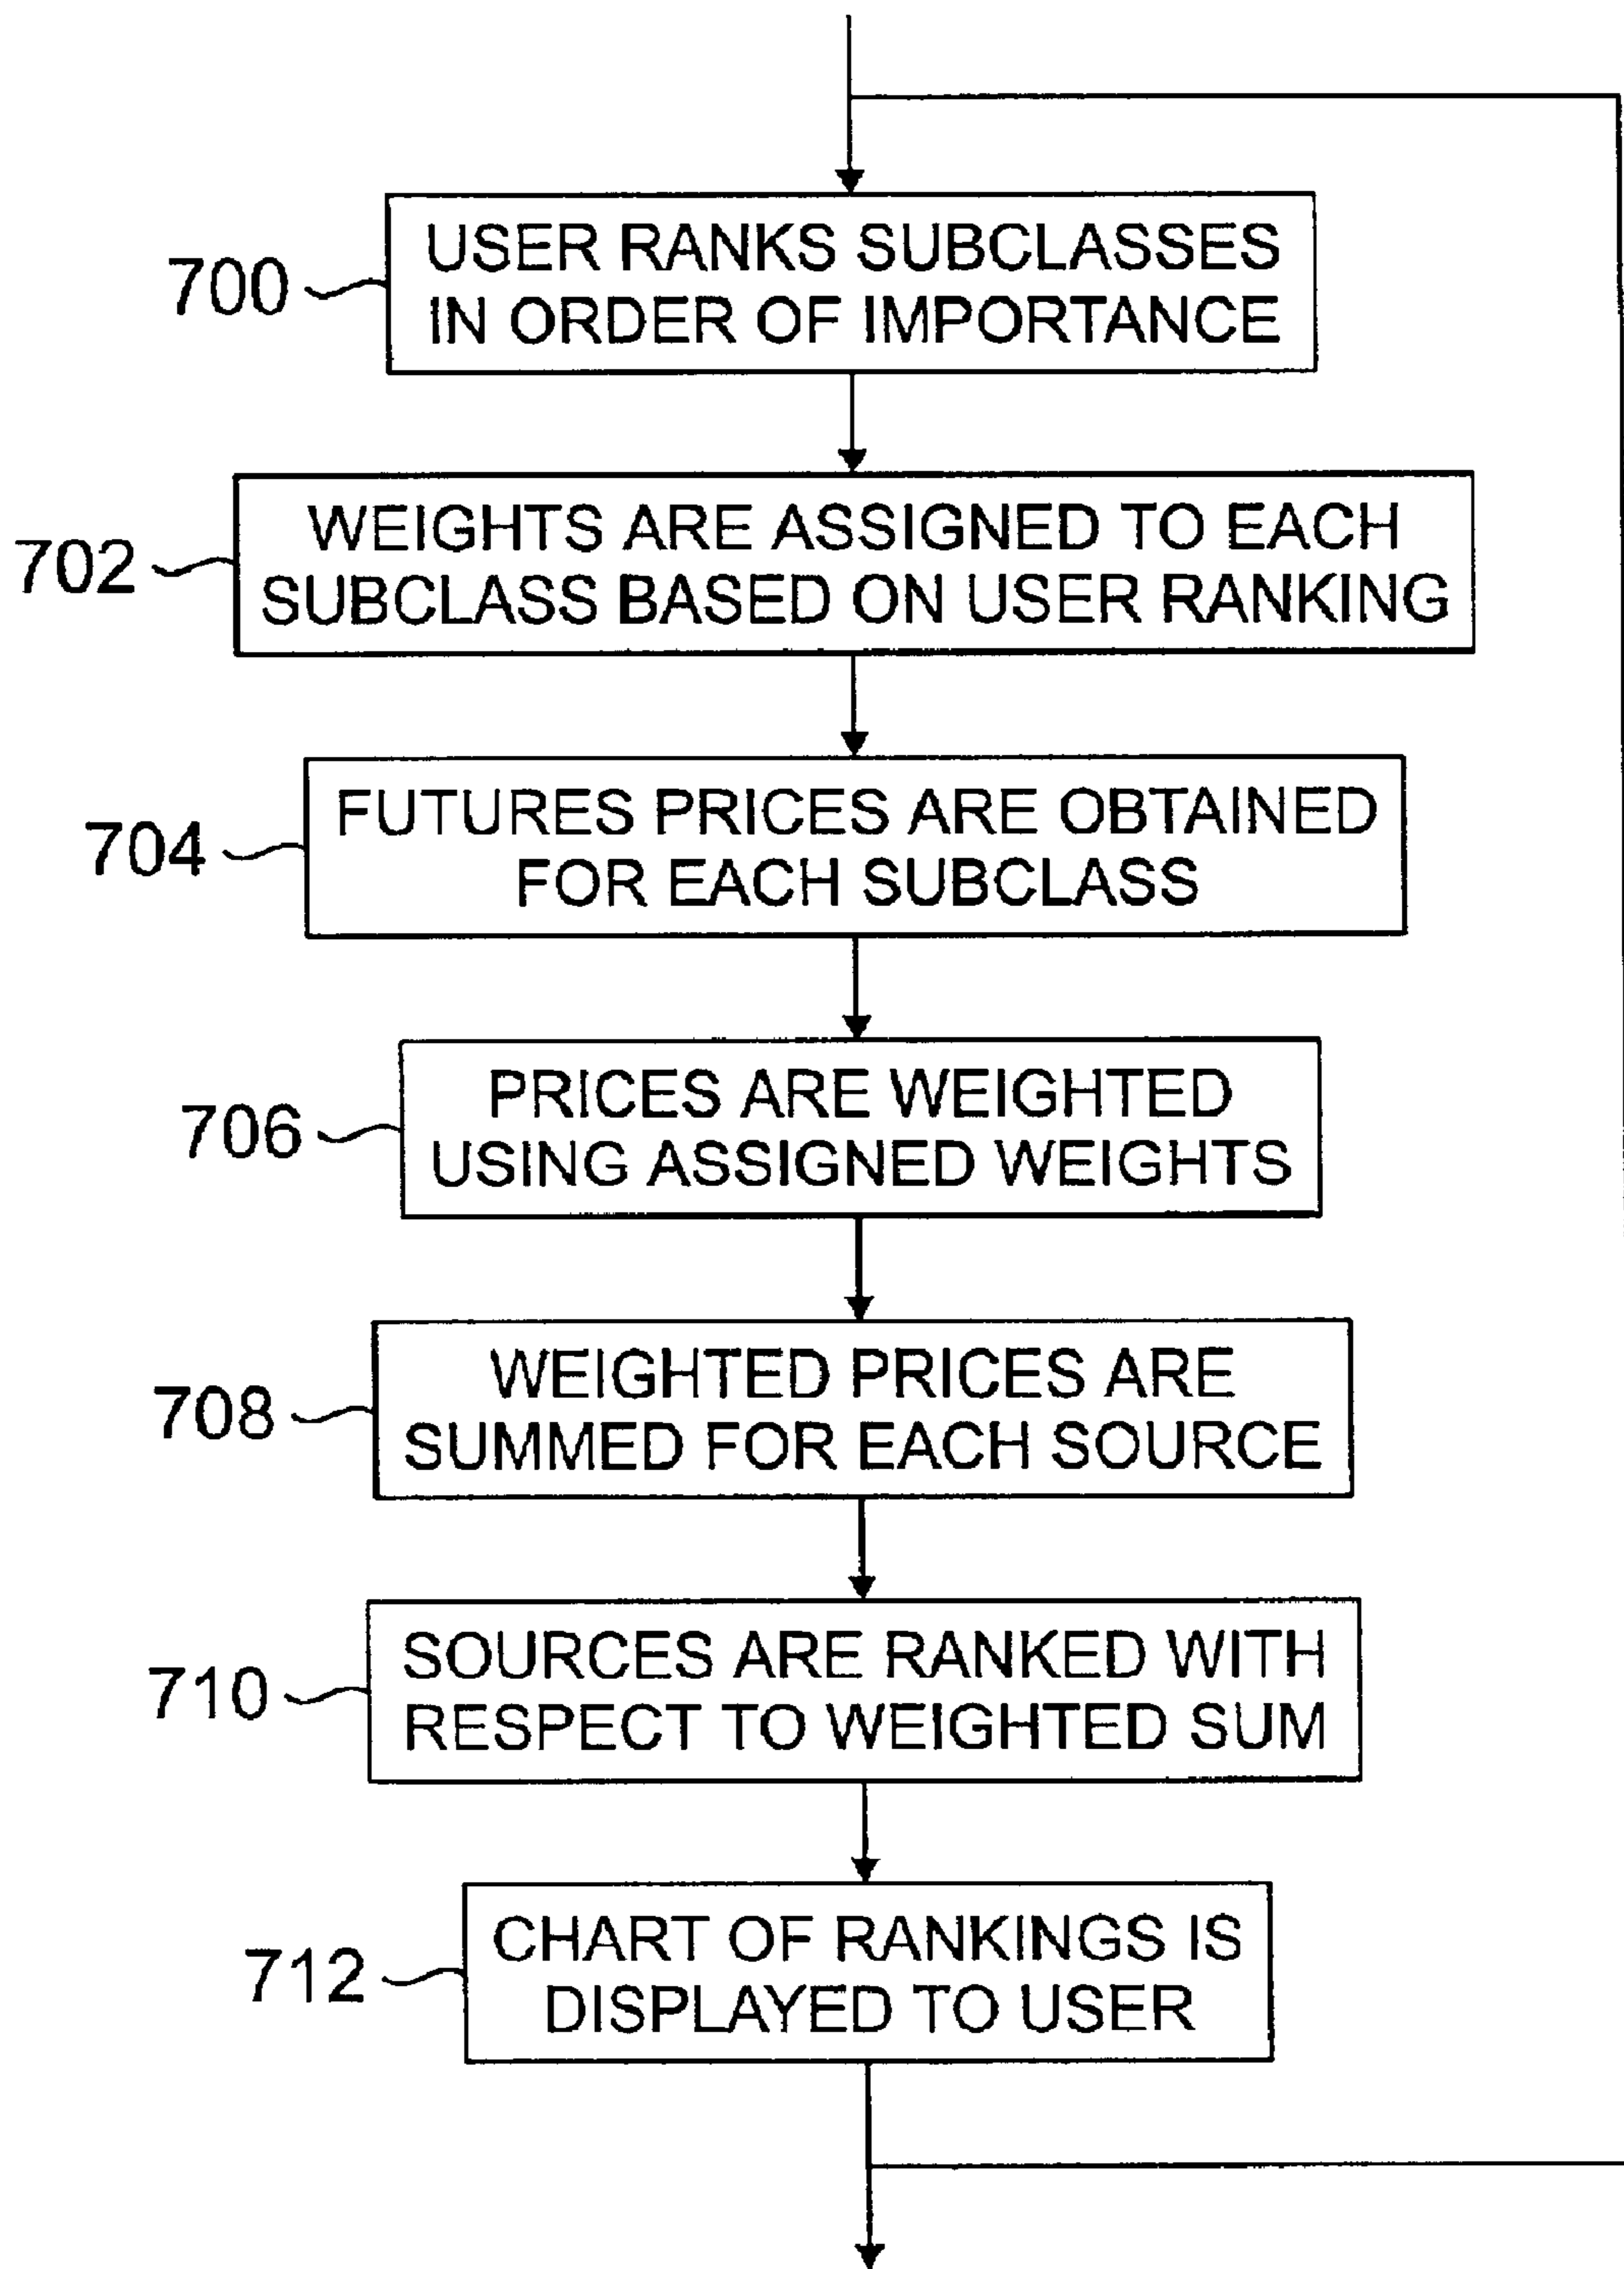 700
USER RANKS SUBCLASSES
IN ORDER OF IMPORTANCE
702
WEIGHTS ARE ASSIGNED TO EACH
SUBCLASS BASED ON USER RANKING
704
FUTURES PRICES ARE OBTAINED
FOR EACH SUBCLASS
706
PRICES ARE WEIGHTED
USING ASSIGNED WEIGHTS
708
WEIGHTED PRICES ARE
SUMMED FOR EACH SOURCE
710
SOURCES ARE RANKED WITH
RESPECT TO WEIGHTED SUM
712
CHART OF RANKINGS IS
DISPLAYED TO USER